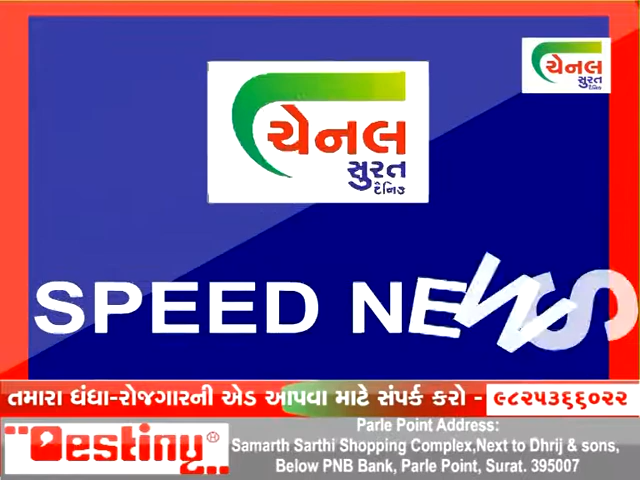 ચેનલ
સુરત
દૈનિક
ચેનલ
સુરત
દૈનિક
SPEED NEWS
તમારા ધંધા-રોજગારની એડ આપવા માટે સંપર્ક કરો - ૯૮૨૫૩૬૬૦૨૨
Destiny®
Parle Point Address:
Samarth Sarthi Shopping Complex,Next to Dhrij & sons,
Below PNB Bank, Parle Point, Surat. 395007